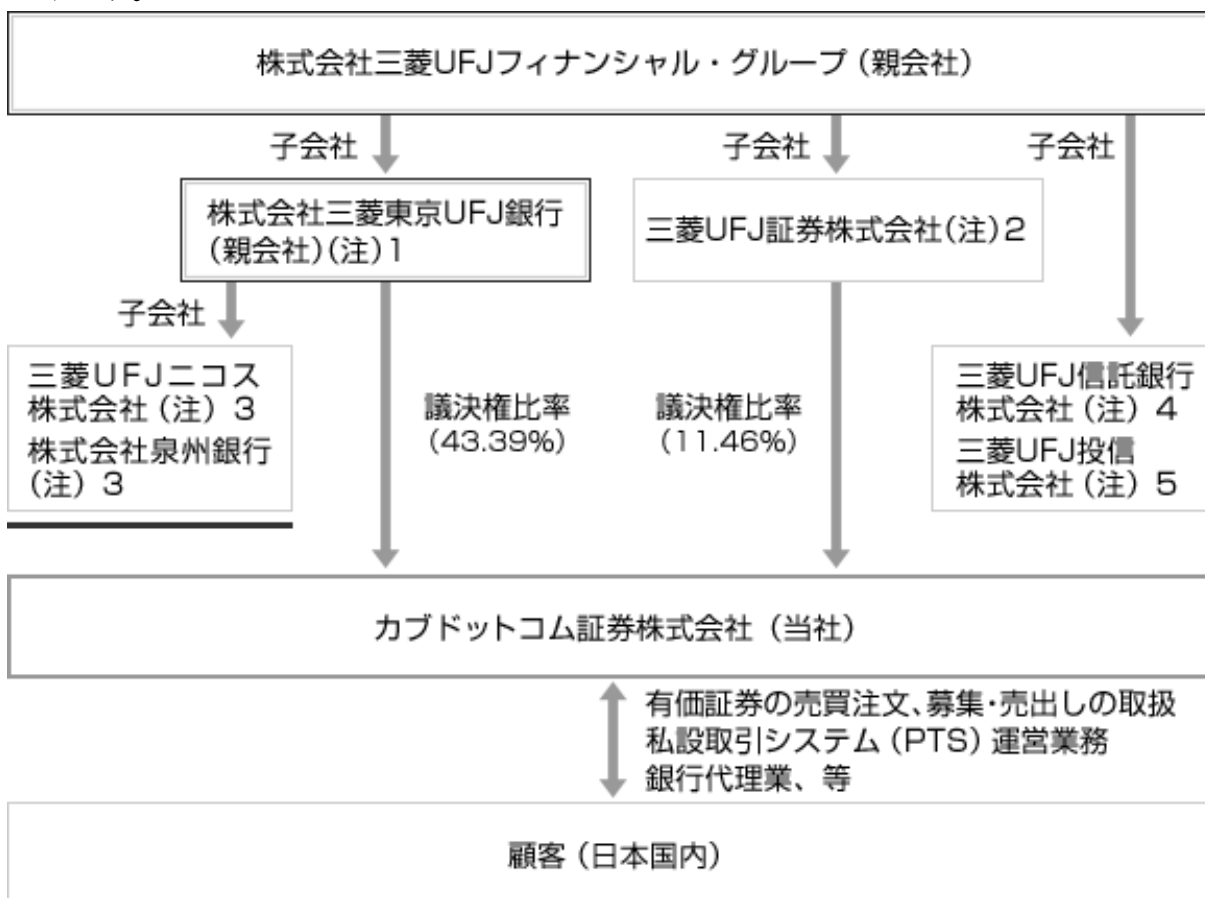 株式会社三菱UFJフィナンシャル・グループ（親会社）
子会社
子会社
子会社
株式会社三菱東京UFJ銀行
（親会社）（注）1
三菱UFJ証券株式会社（注）2
子会社
三菱UFJニコス
株式会社（注）3
株式会社泉州銀行
（注）3
議決権比率
（43.39%）
議決権比率
（11.46%）
三菱UFJ信託銀行
株式会社（注）4
三菱UFJ投信
株式会社（注）5
カブドットコム証券株式会社（当社）
有価証券の売買注文、募集・売出しの取扱
私設取引システム（PTS）運営業務
銀行代理業、等
顧客（日本国内）